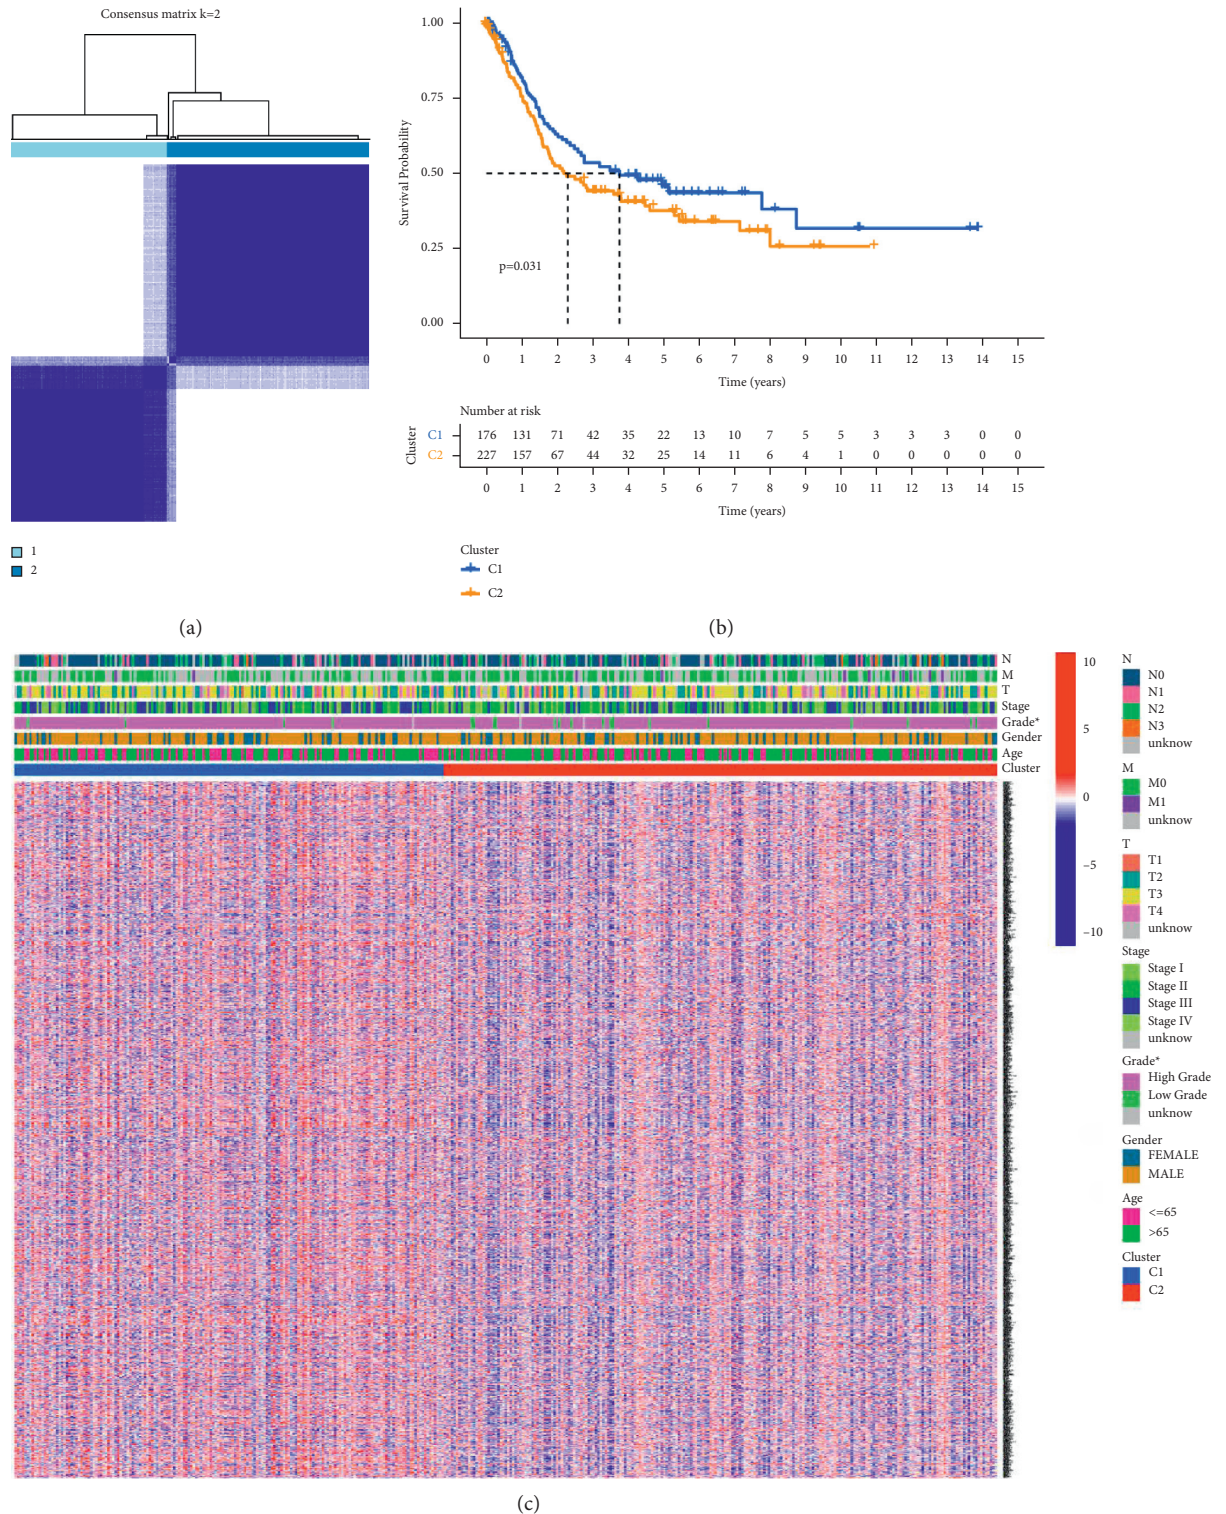 Consensus matrix k=2
1
2
(a)
1.00
0.75
0.50
0.25
0.00
Survival Probability
p=0.031
0 1 2 3 4 5 6 7 8 9 10 11 12 13 14 15
Time (years)
Number at risk
Cluster
C1 176 131 71 42 35 22 13 10 7 5 5 3 3 3 0 0
C2 227 157 67 44 32 25 14 11 6 4 1 0 0 0 0 0
0 1 2 3 4 5 6 7 8 9 10 11 12 13 14 15
Time (years)
Cluster
C1
C2
(b)
N
M
T
Stage
Grade*
Gender
Age
Cluster
10
5
0
−5
−10
N
N0
N1
N2
N3
unknow
M
M0
M1
unknow
T
T1
T2
T3
T4
unknow
Stage
Stage I
Stage II
Stage III
Stage IV
unknow
Grade*
High Grade
Low Grade
unknow
Gender
FEMALE
MALE
Age
<=65
>65
Cluster
C1
C2
(c)